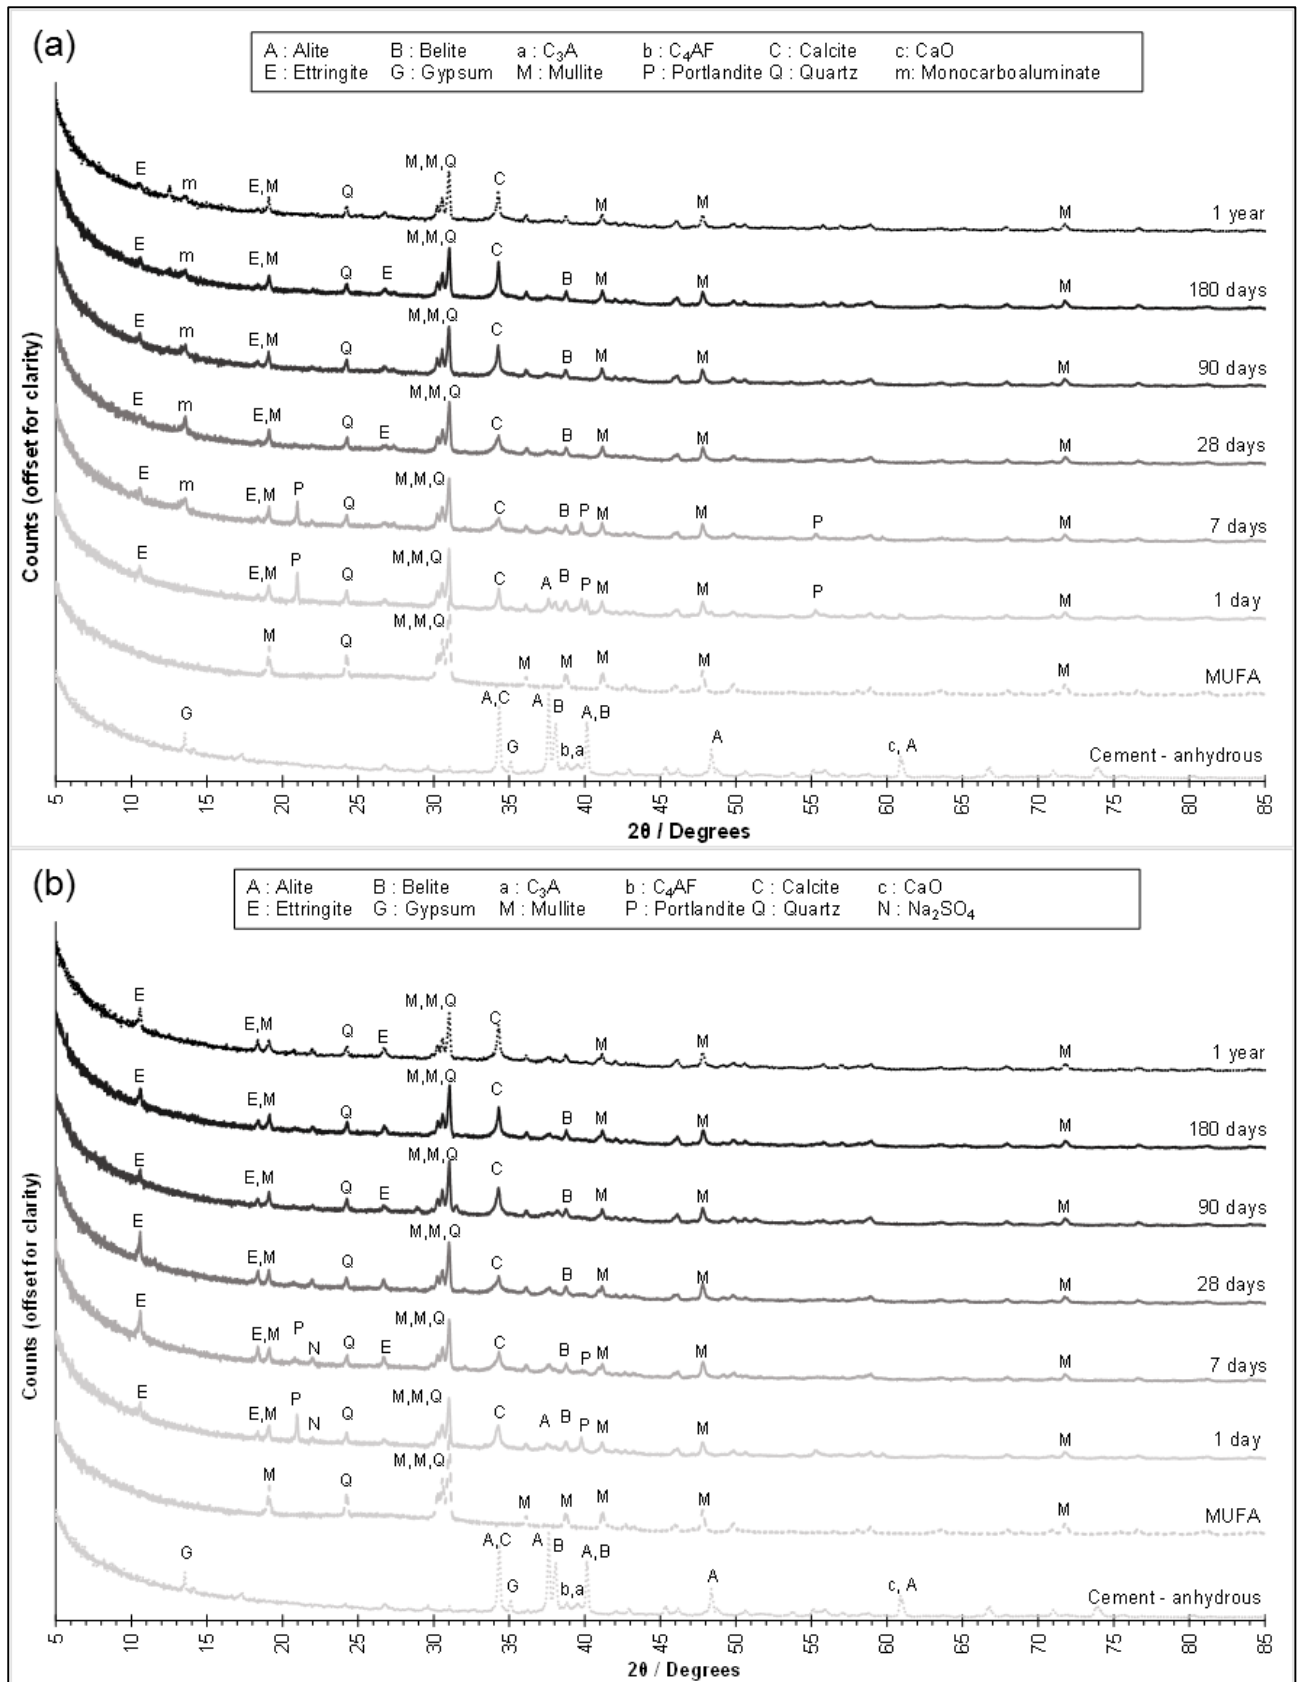 (a)
A : Alite B : Belite a : C₃A b : C₄AF C : Calcite c: CaO
E : Ettringite G : Gypsum M : Mullite P : Portlandite Q : Quartz m: Monocarboaluminate
Counts (offset for clarity)
E m E,M Q M,M,Q C M M M 1 year
E m E,M Q E M,M,Q C B M M M 180 days
E m E,M Q M,M,Q C B M M M 90 days
E m E,M Q E M,M,Q C B M M M 28 days
E m E,M P Q M,M,Q C B P M M P M 7 days
E E,M P Q M,M,Q C A B P M M P M 1 day
M Q M,M,Q M M M M M MUFA
G A,C G A B b,a A,B A c, A Cement - anhydrous
5 10 15 20 25 30 35 40 45 50 55 60 65 70 75 80 85
2θ / Degrees
(b)
A : Alite B : Belite a : C₃A b : C₄AF C : Calcite c : CaO
E : Ettringite G : Gypsum M : Mullite P : Portlandite Q : Quartz N : Na₂SO₄
Counts (offset for clarity)
E E,M Q E M,M,Q C M M M 1 year
E E,M Q M,M,Q C B M M M 180 days
E E,M Q E M,M,Q C B M M M 90 days
E E,M Q M,M,Q C B M M 28 days
E E,M P N Q E M,M,Q C B P M M M 7 days
E E,M P N Q M,M,Q C A B P M M M 1 day
M Q M,M,Q M M M M M MUFA
G A,C G A B b,a A,B A c, A Cement - anhydrous
5 10 15 20 25 30 35 40 45 50 55 60 65 70 75 80 85
2θ / Degrees